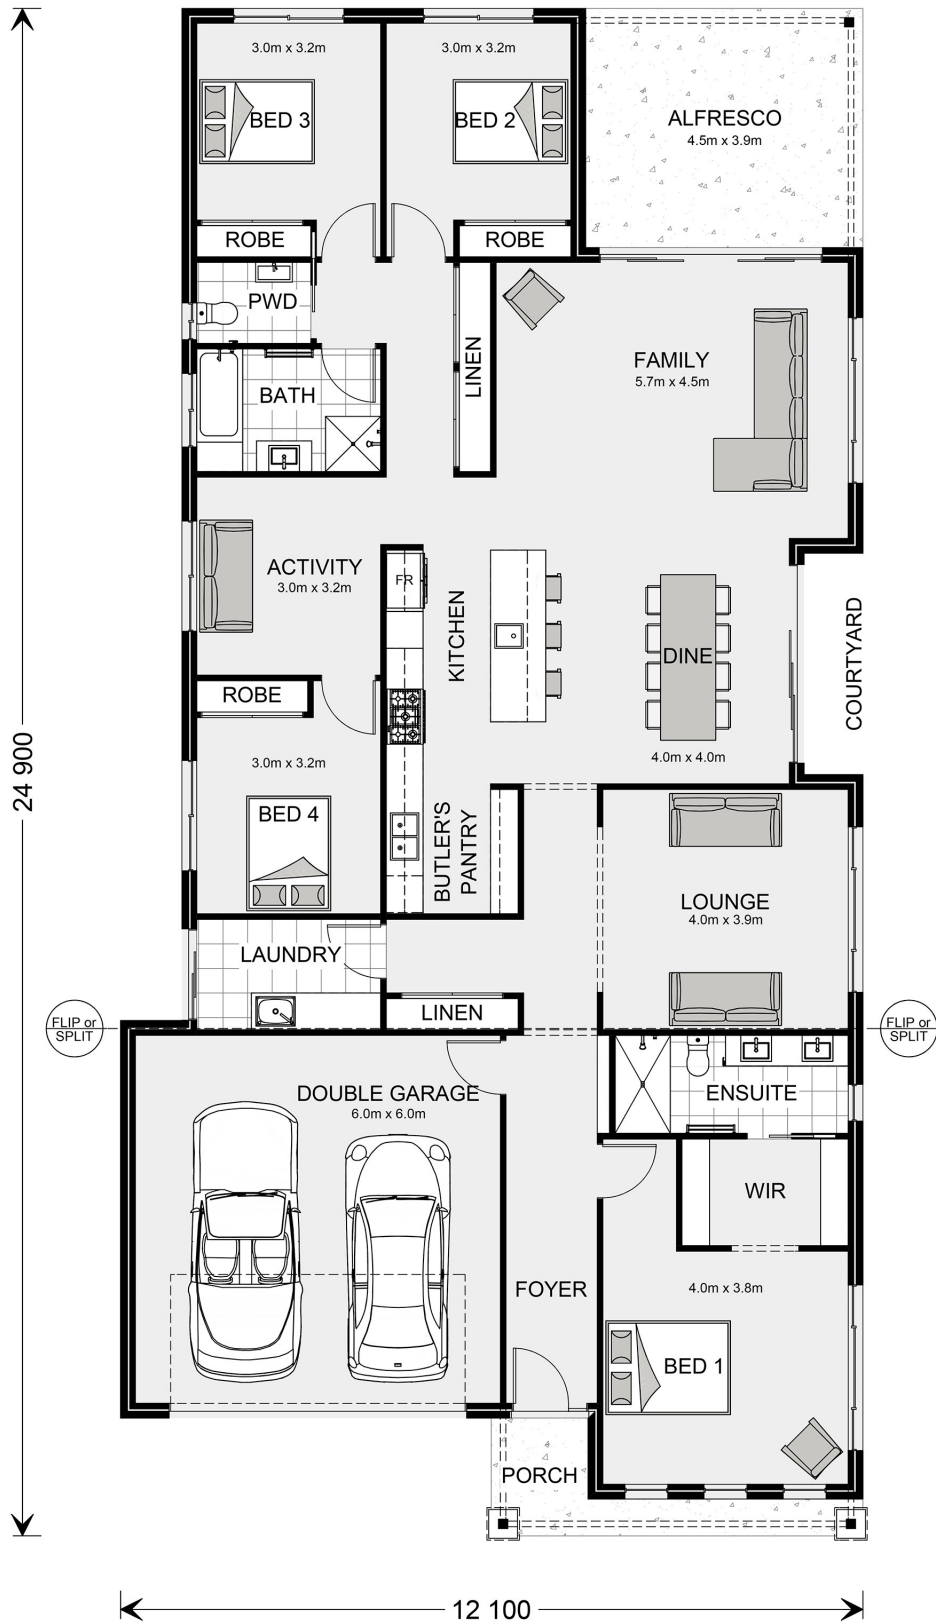 3.0m x 3.2m
3.0m x 3.2m
BED 3
BED 2
ALFRESCO
4.5m x 3.9m
ROBE
ROBE
PWD
LINEN
FAMILY
5.7m x 4.5m
BATH
ACTIVITY
3.0m x 3.2m
FR
KITCHEN
DINE
COURTYARD
ROBE
24 900
3.0m x 3.2m
4.0m x 4.0m
BED 4
BUTLER'S
PANTRY
LOUNGE
4.0m x 3.9m
LAUNDRY
LINEN
FLIP or
SPLIT
FLIP or
SPLIT
DOUBLE GARAGE
6.0m x 6.0m
ENSUITE
WIR
FOYER
4.0m x 3.8m
BED 1
PORCH
12 100